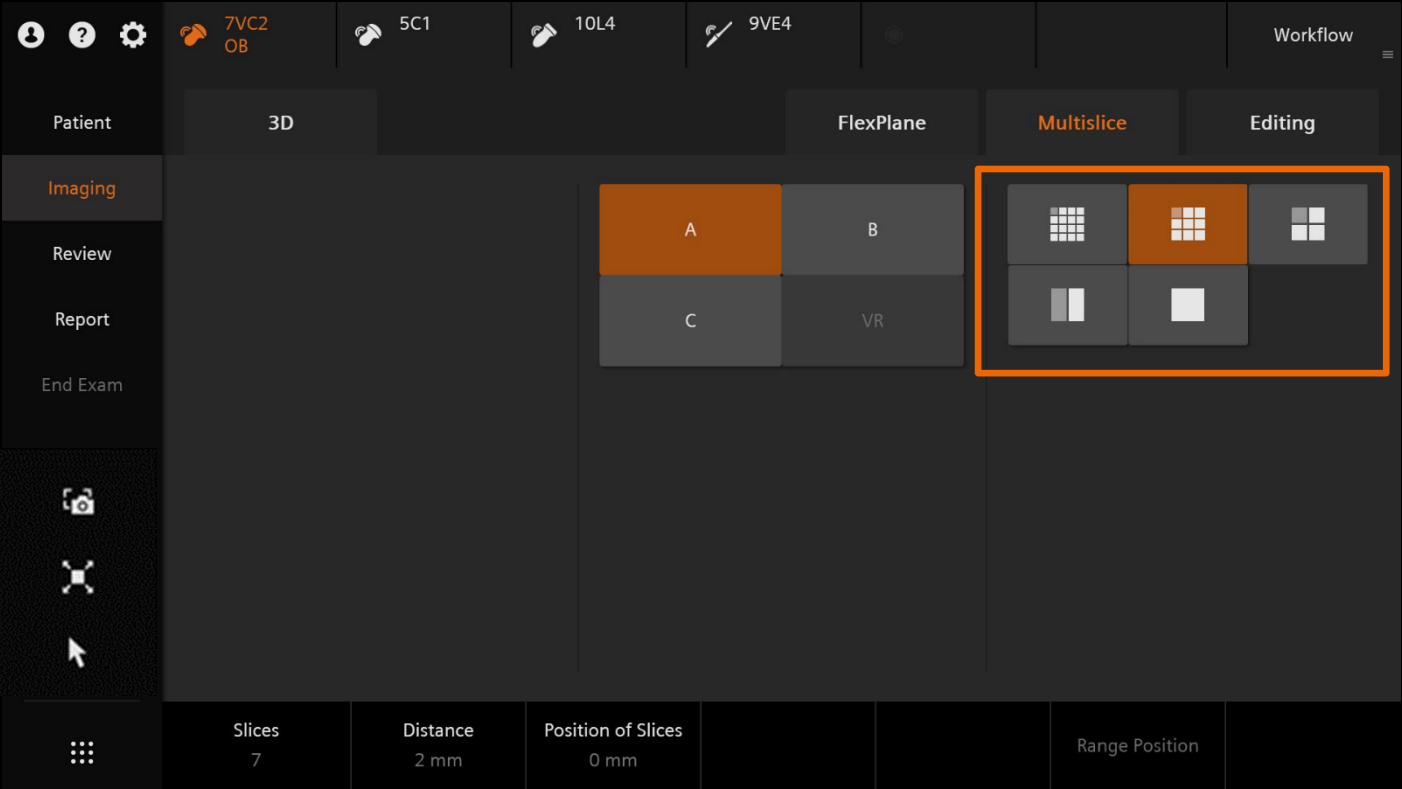 7VC2
OB
5C1
10L4
9VE4
Workflow
Patient
Imaging
Review
Report
End Exam
3D
FlexPlane
Multislice
Editing
A
B
C
VR
Slices
7
Distance
2 mm
Position of Slices
0 mm
Range Position